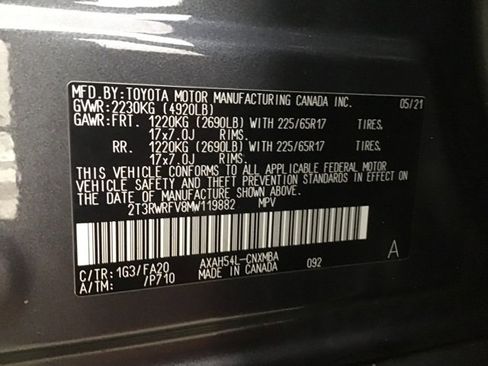 MFD.BY:TOYOTA MOTOR MANUFACTURING CANADA INC. 05/21
GVWR: 2230KG (4920LB)
GAWR:FRT. 1220KG (2690LB) WITH 225/65R17 TIRES.
17x7.0J RIMS.
RR. 1220KG (2690LB) WITH 225/65R17 TIRES.
17x7.0J RIMS.
THIS VEHICLE CONFORMS TO ALL APPLICABLE FEDERAL MOTOR
VEHICLE SAFETY AND THEFT PREVENTION STANDARDS IN EFFECT ON
THE DATE OF MANUFACTURE SHOWN ABOVE.
2T3RWRFV8MW119882 MPV
C/TR: 1G3/FA20 AXAH54L-CNXMBA A
A/TM: /P710 MADE IN CANADA 092